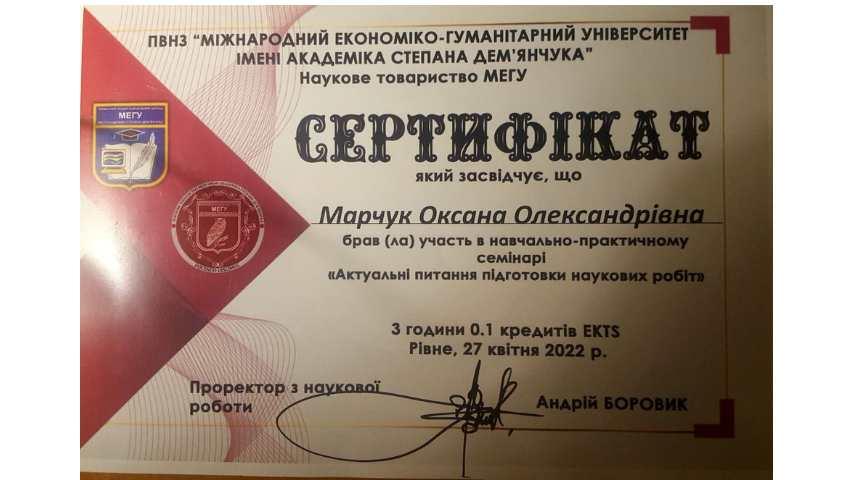 ПВНЗ “МІЖНАРОДНИЙ ЕКОНОМІКО-ГУМАНІТАРНИЙ УНІВЕРСИТЕТ
ІМЕНІ АКАДЕМІКА СТЕПАНА ДЕМ’ЯНЧУКА”
Наукове товариство МЕГУ
МЕГУ
СЕРТИФІКАТ
який засвідчує, що
МЕГУ
Марчук Оксана Олександрівна
брав (ла) участь в навчально-практичному
семінарі
«Актуальні питання підготовки наукових робіт»
3 години 0.1 кредитів EKTS
Рівне, 27 квітня 2022 р.
Проректор з наукової
роботи
Андрій БОРОВИК